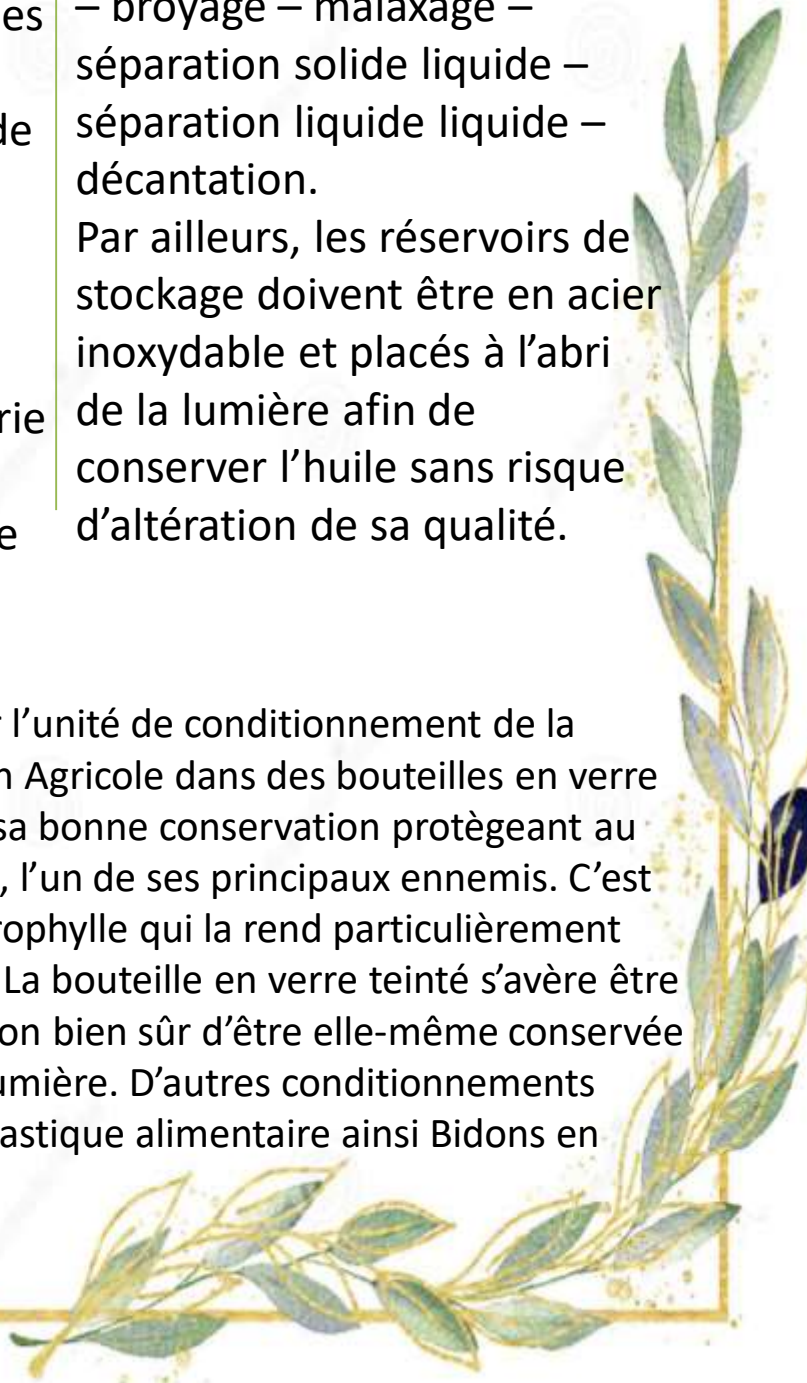 es
de
rie
e
– broyage – malaxage –
séparation solide liquide –
séparation liquide liquide –
décantation.
Par ailleurs, les réservoirs de
stockage doivent être en acier
inoxydable et placés à l’abri
de la lumière afin de
conserver l’huile sans risque
d’altération de sa qualité.
r l’unité de conditionnement de la
n Agricole dans des bouteilles en verre
sa bonne conservation protègeant au
, l’un de ses principaux ennemis. C’est
rophylle qui la rend particulièrement
La bouteille en verre teinté s’avère être
on bien sûr d’être elle-même conservée
umière. D’autres conditionnements
astique alimentaire ainsi Bidons en